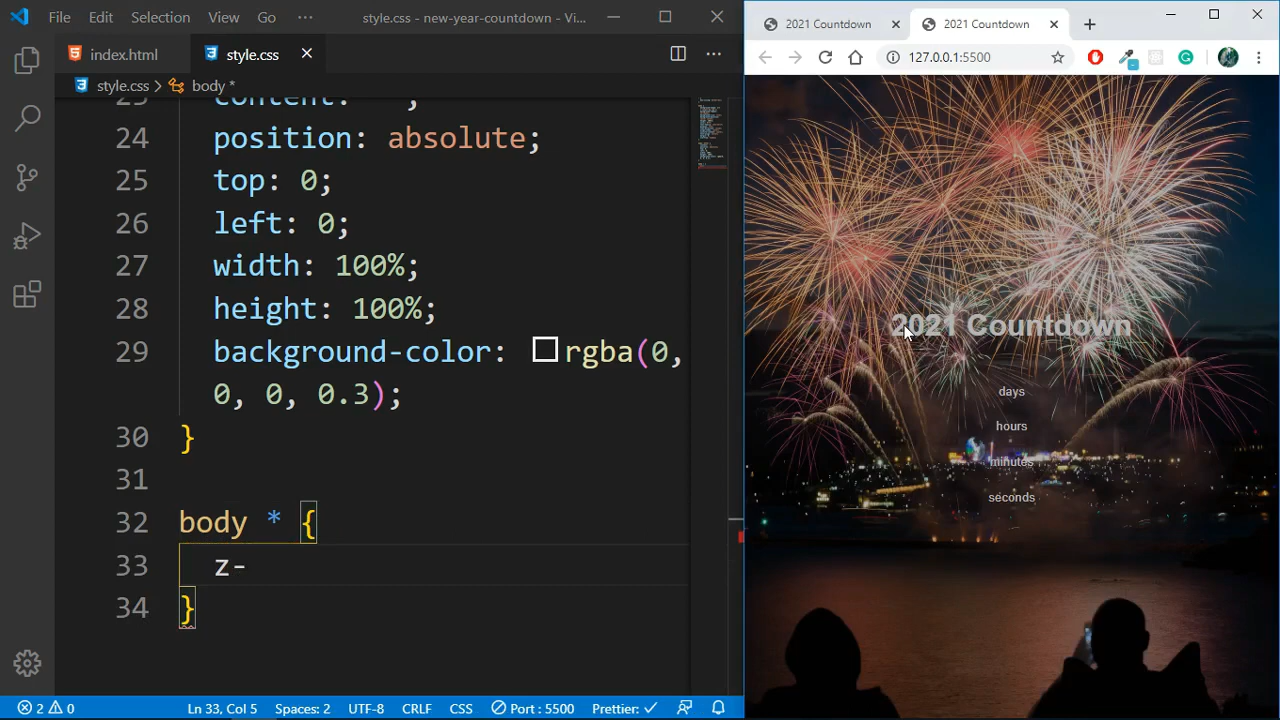 File Edit Selection View Go ··· style.css - new-year-countdown - Vi...
index.html style.css
style.css > body *
24 position: absolute;
25 top: 0;
26 left: 0;
27 width: 100%;
28 height: 100%;
29 background-color: rgba(0,
0, 0, 0.3);
30 }
31
32 body * {
33 z-
34 }
2 0 Ln 33, Col 5 Spaces: 2 UTF-8 CRLF CSS Port : 5500 Prettier: ✓
2021 Countdown 2021 Countdown
127.0.0.1:5500
2021 Countdown
days
hours
minutes
seconds